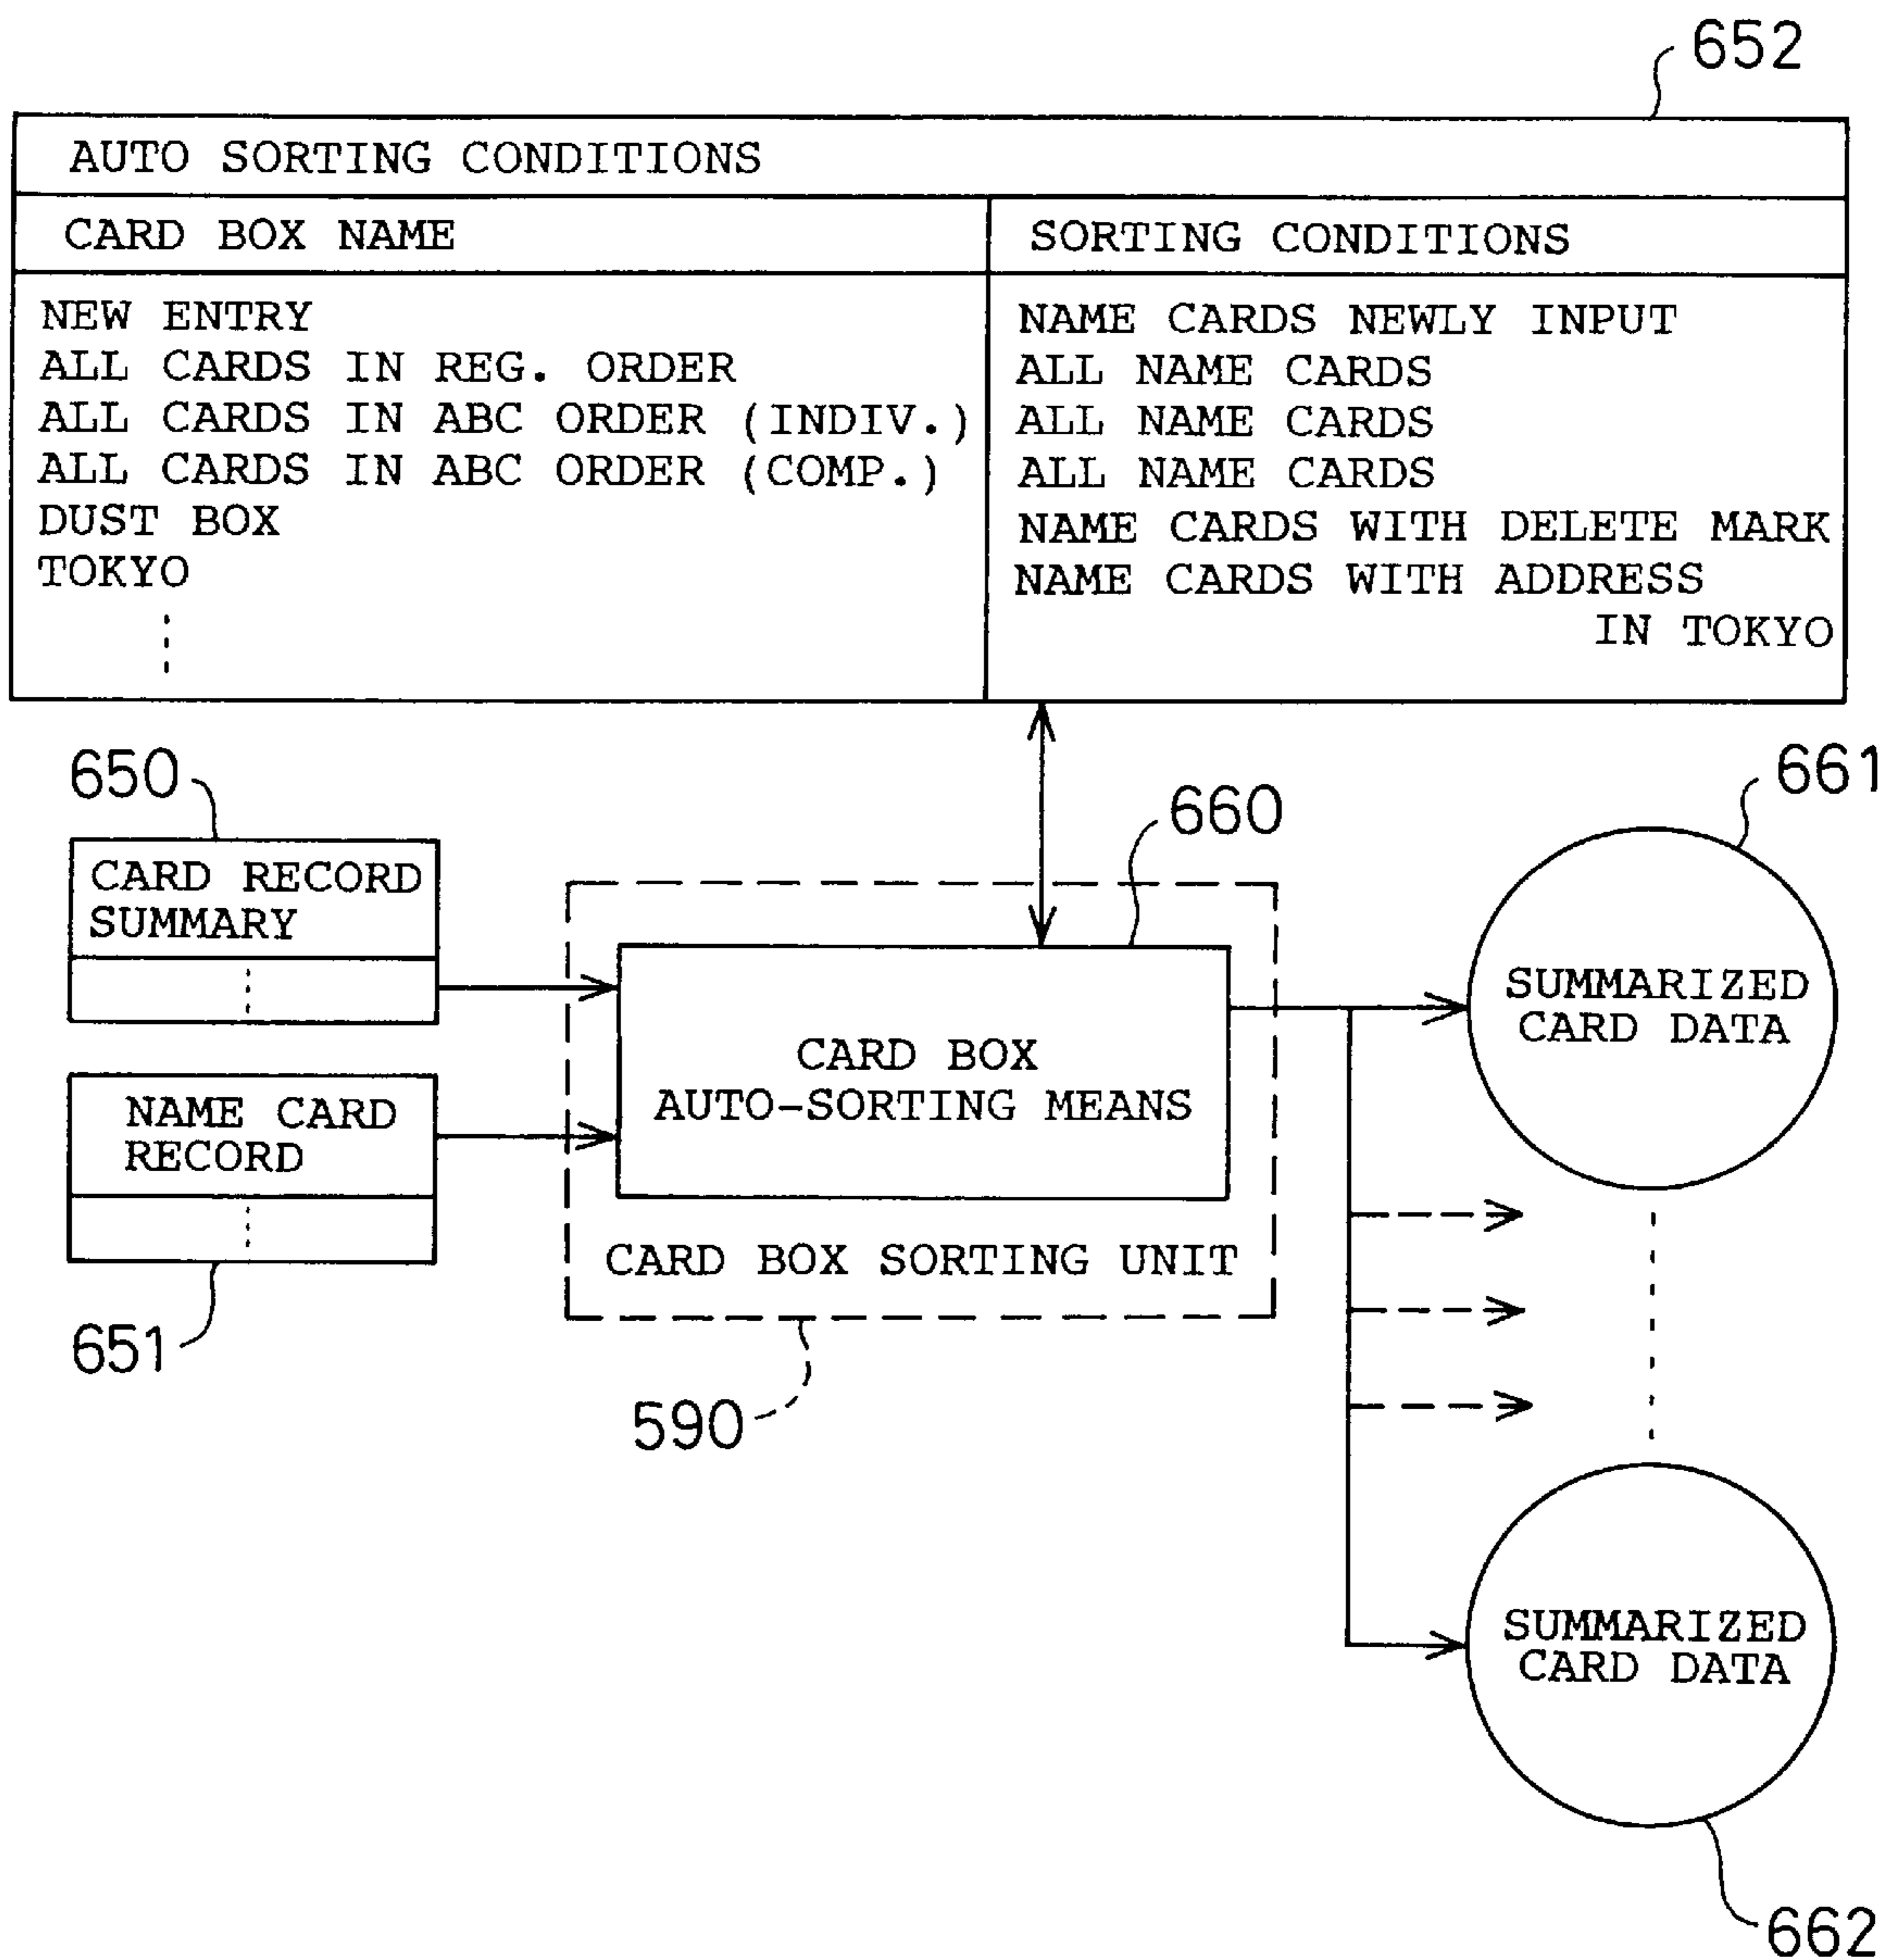 652
AUTO SORTING CONDITIONS
CARD BOX NAME
SORTING CONDITIONS
NEW ENTRY
ALL CARDS IN REG. ORDER
ALL CARDS IN ABC ORDER (INDIV.)
ALL CARDS IN ABC ORDER (COMP.)
DUST BOX
TOKYO
NAME CARDS NEWLY INPUT
ALL NAME CARDS
ALL NAME CARDS
ALL NAME CARDS
NAME CARDS WITH DELETE MARK
NAME CARDS WITH ADDRESS
IN TOKYO
650
CARD RECORD
SUMMARY
NAME CARD
RECORD
651
660
CARD BOX
AUTO-SORTING MEANS
CARD BOX SORTING UNIT
590
661
SUMMARIZED
CARD DATA
SUMMARIZED
CARD DATA
662